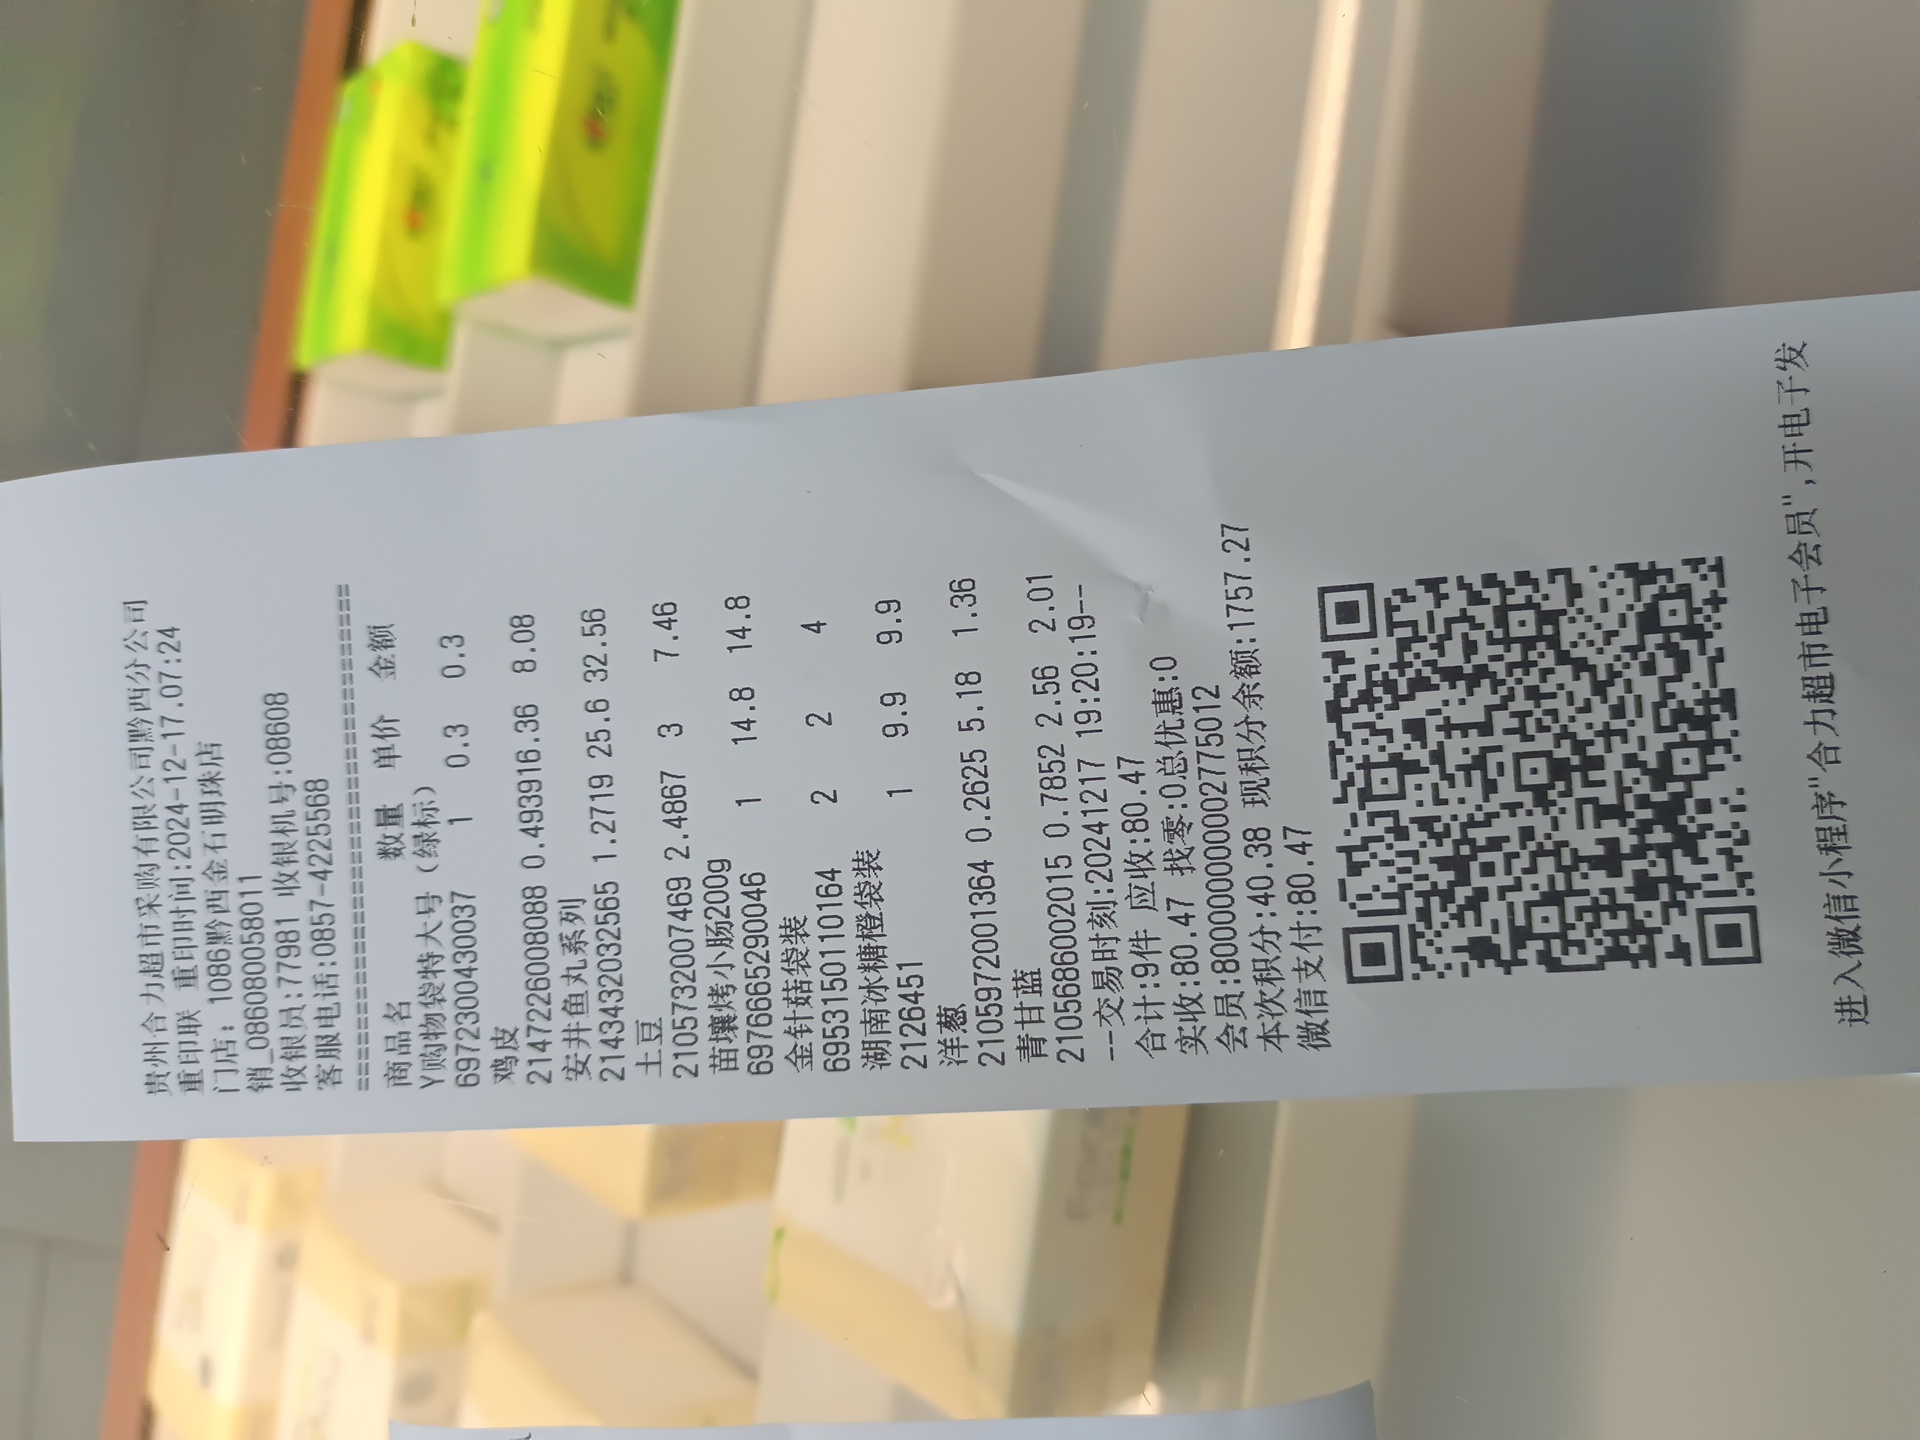 贵州合力超市采购有限公司黔西分公司
重印联 重印时间:2024-12-17.07:24
门店: 1086黔西金石明珠店
销_086080058011
收银员:77981 收银机号:08608
客服电话:0857-4225568
商品名 数量 单价 金额
Y购物袋特大号(绿标)
6972300430037 1 0.3 0.3
鸡皮
2147226008088 0.493916.36 8.08
安井鱼丸系列
2143432032565 1.2719 25.6 32.56
土豆
2105732007469 2.4867 3 7.46
苗壤烤小肠200g
6976665290046 1 14.8 14.8
金针菇袋装
6953150110164 2 2 4
湖南冰糖橙袋装
2126451 1 9.9 9.9
洋葱
2105972001364 0.2625 5.18 1.36
青甘蓝
2105686002015 0.7852 2.56 2.01
--交易时刻:20241217 19:20:19--
合计:9件 应收:80.47
实收:80.47 找零:0总优惠:0
会员:8000000000002775012
本次积分:40.38 现积分余额:1757.27
微信支付:80.47
进入微信小程序"合力超市电子会员",开电子发